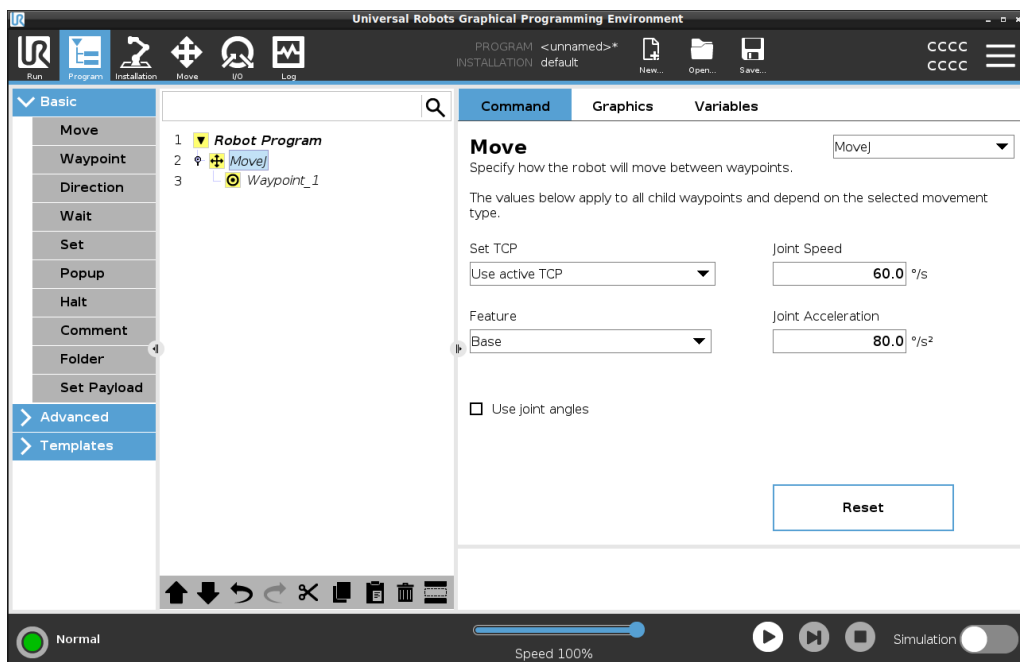 UR
Universal Robots Graphical Programming Environment
UR
Run
Program
Installation
Move
I/O
Log
PROGRAM <unnamed>*
INSTALLATION default
New...
Open...
Save...
CCCC
CCCC
Basic
Move
Waypoint
Direction
Wait
Set
Popup
Halt
Comment
Folder
Set Payload
Advanced
Templates
1 Robot Program
2 MoveJ
3 Waypoint_1
Command Graphics Variables
Move
MoveJ
Specify how the robot will move between waypoints.
The values below apply to all child waypoints and depend on the selected movement
type.
Set TCP
Joint Speed
Use active TCP
60.0 °/s
Feature
Joint Acceleration
Base
80.0 °/s²
Use joint angles
Reset
Normal
Speed 100%
Simulation